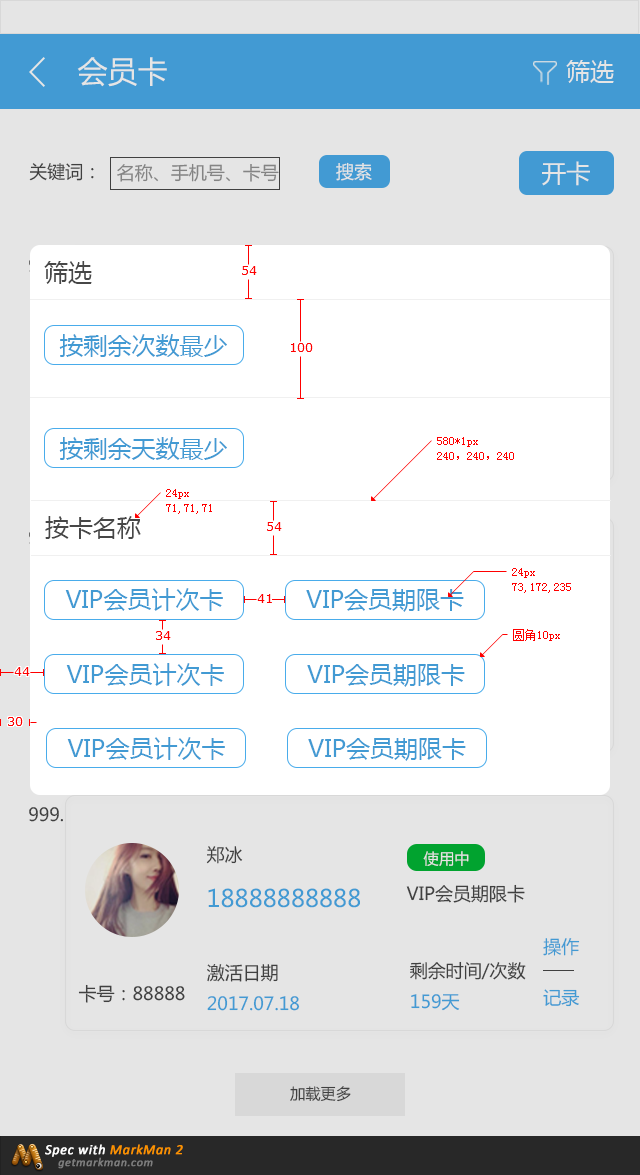 会员卡
筛选
关键词： 名称、手机号、卡号 搜索 开卡
筛选
54
按剩余次数最少
100
按剩余天数最少
580*1px
240, 240, 240
24px
71,71,71
按卡名称
54
24px
73,172,235
VIP会员计次卡 41 VIP会员期限卡
34
圆角10px
44 VIP会员计次卡 VIP会员期限卡
30
VIP会员计次卡 VIP会员期限卡
999.
郑冰 使用中
18888888888 VIP会员期限卡
操作
激活日期 剩余时间/次数
卡号：88888 2017.07.18 159天 记录
加载更多
Spec with MarkMan 2
getmarkman.com